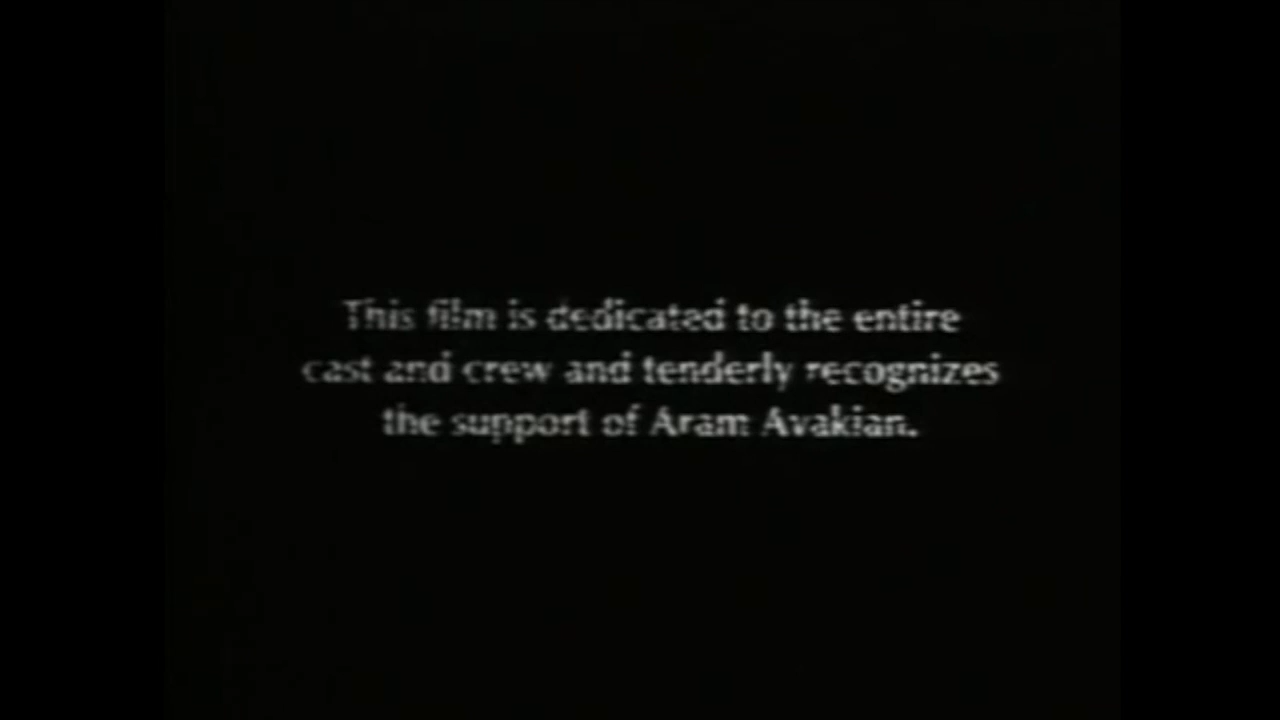 This film is dedicated to the entire
cast and crew and tenderly recognizes
the support of Aram Avakian.